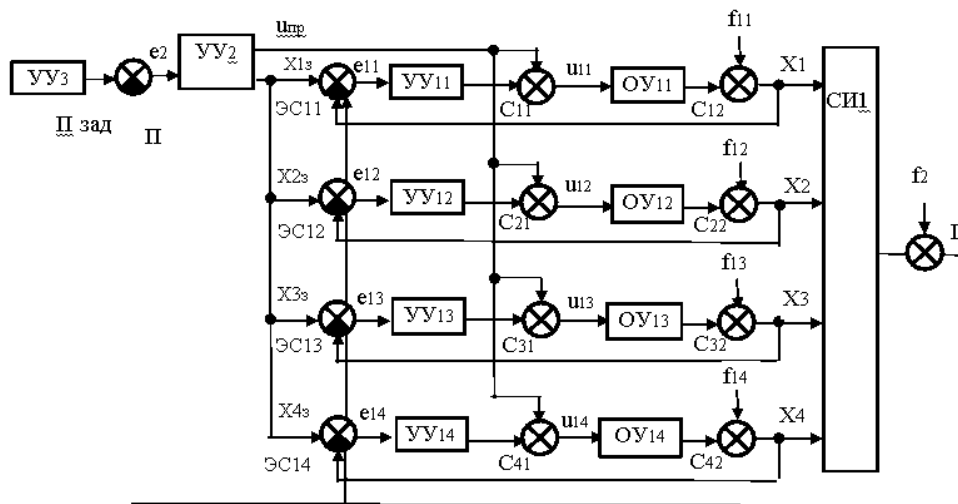 f11
uпр
e2
УУ2
УУ3
X1з
e11
УУ11
u11
ОУ11
X1
СИ1
ЭС11
С11
С12
П зад
П
f12
X2з
e12
УУ12
u12
ОУ12
X2
f2
ЭС12
С21
С22
f13
X3з
e13
УУ13
u13
ОУ13
X3
ЭС13
С31
С32
f14
X4з
e14
УУ14
u14
ОУ14
X4
ЭС14
С41
С42